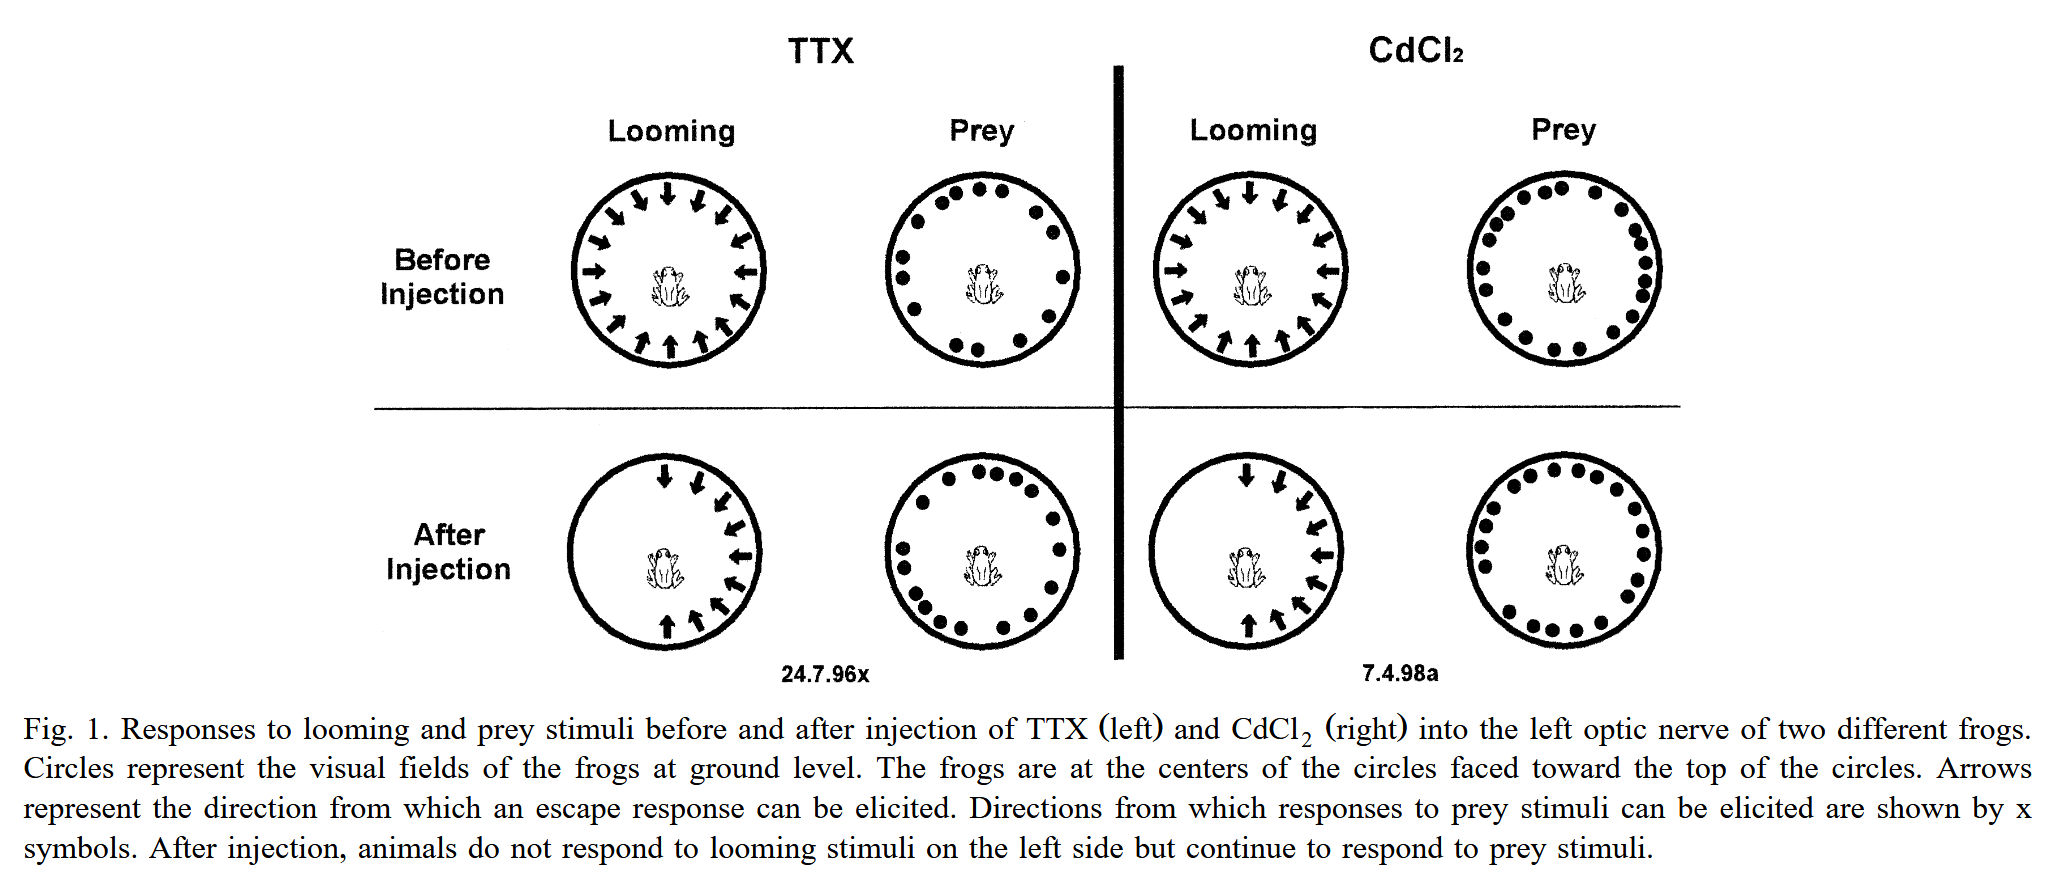 TTX
CdCl₂
Looming
Prey
Looming
Prey
Before
Injection
After
Injection
24.7.96x
7.4.98a
Fig. 1. Responses to looming and prey stimuli before and after injection of TTX (left) and CdCl₂ (right) into the left optic nerve of two different frogs.
Circles represent the visual fields of the frogs at ground level. The frogs are at the centers of the circles faced toward the top of the circles. Arrows
represent the direction from which an escape response can be elicited. Directions from which responses to prey stimuli can be elicited are shown by x
symbols. After injection, animals do not respond to looming stimuli on the left side but continue to respond to prey stimuli.